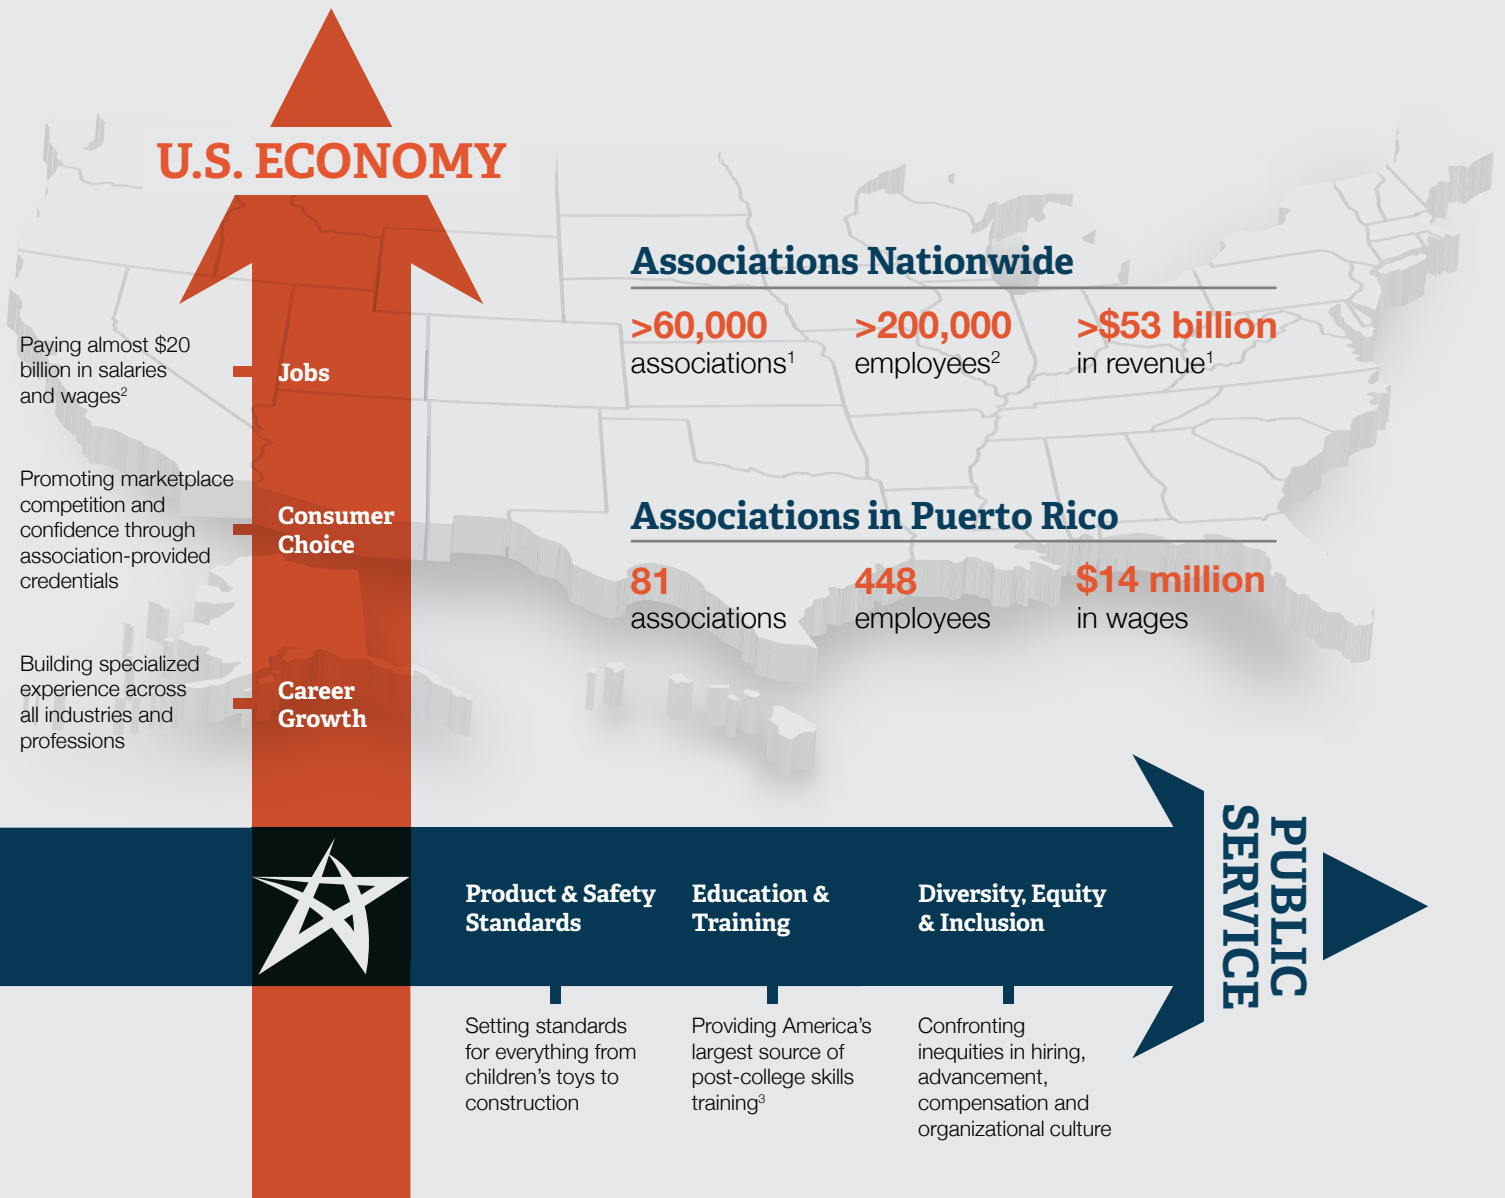 U.S. ECONOMY
Paying almost $20
billion in salaries
and wages2
Jobs
Promoting marketplace
competition and
confidence through
association-provided
credentials
Consumer
Choice
Building specialized
experience across
all industries and
professions
Career
Growth
Associations Nationwide
>60,000
associations1
>200,000
employees2
>$53 billion
in revenue1
Associations in Puerto Rico
81
associations
448
employees
$14 million
in wages
Product & Safety
Standards
Education &
Training
Diversity, Equity
& Inclusion
PUBLIC
SERVICE
Setting standards
for everything from
children’s toys to
construction
Providing America’s
largest source of
post-college skills
training3
Confronting
inequities in hiring,
advancement,
compensation and
organizational culture